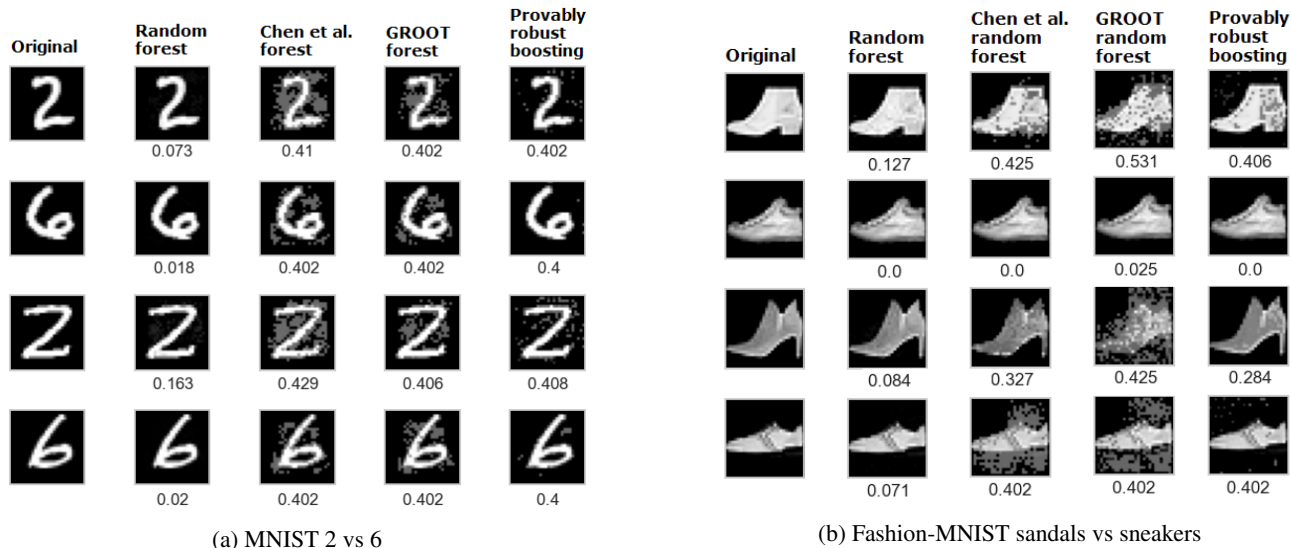 Original
Random
forest
Chen et al.
forest
GROOT
forest
Provably
robust
boosting
0.073
0.41
0.402
0.402
0.018
0.402
0.402
0.4
0.163
0.429
0.406
0.408
0.02
0.402
0.402
0.4
(a) MNIST 2 vs 6
Original
Random
forest
Chen et al.
random
forest
GROOT
random
forest
Provably
robust
boosting
0.127
0.425
0.531
0.406
0.0
0.0
0.025
0.0
0.084
0.327
0.425
0.284
0.071
0.402
0.402
0.402
(b) Fashion-MNIST sandals vs sneakers